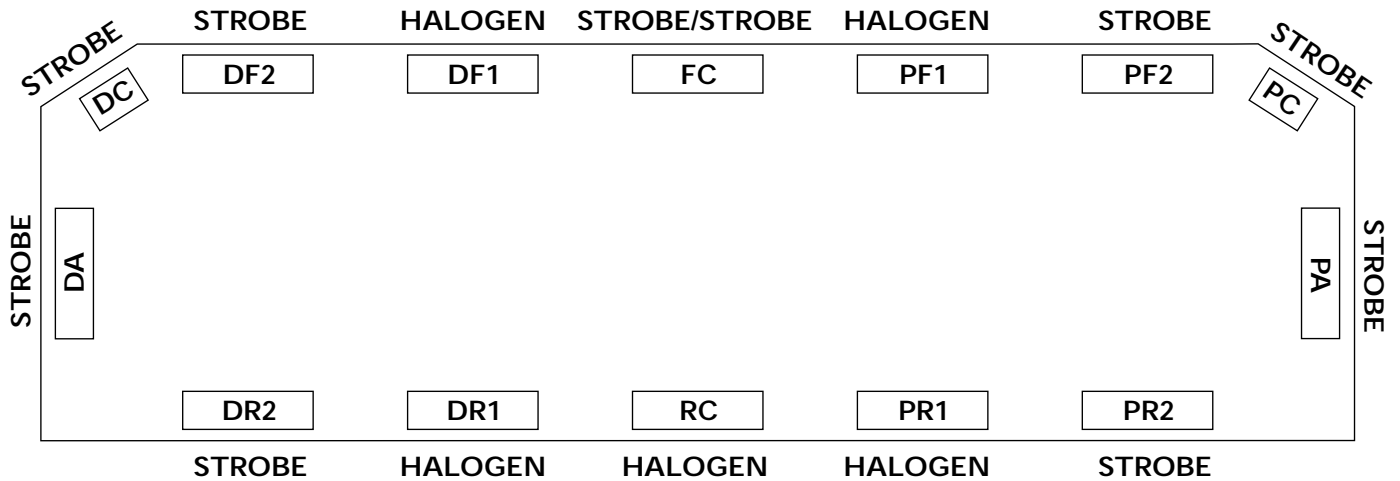 STROBE HALOGEN STROBE/STROBE HALOGEN STROBE
STROBE STROBE
DF2 DF1 FC PF1 PF2
DC PC
STROBE DA PA STROBE
DR2 DR1 RC PR1 PR2
STROBE HALOGEN HALOGEN HALOGEN STROBE